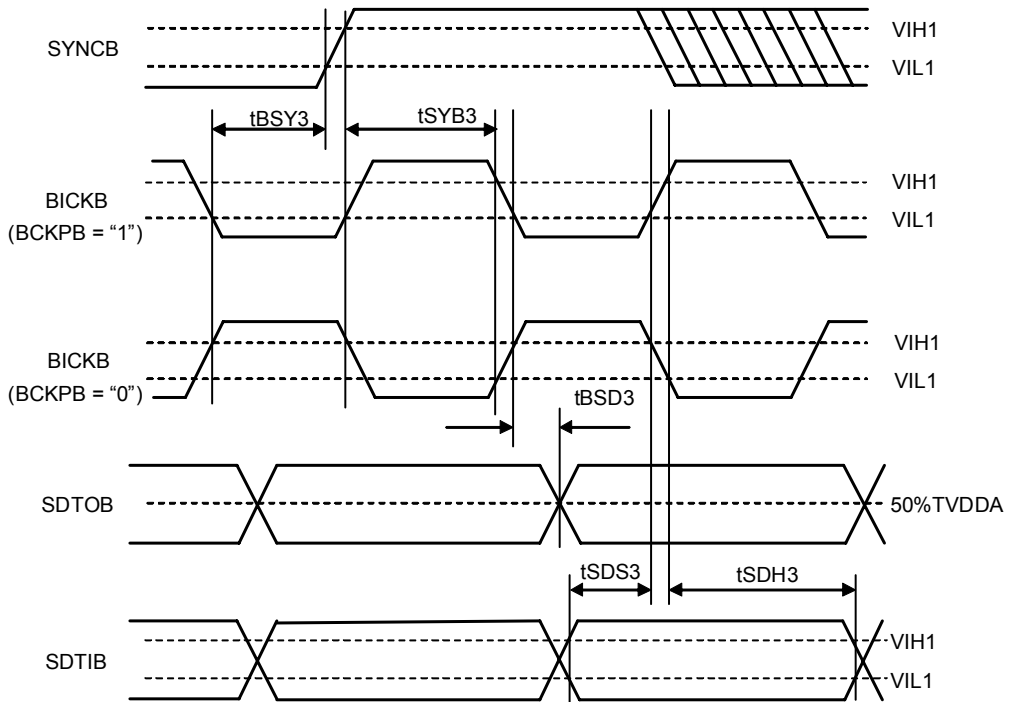 SYNCB
VIH1
VIL1
tBSY3
tSYB3
BICKB
(BCKPB = “1”)
VIH1
VIL1
BICKB
(BCKPB = “0”)
VIH1
VIL1
tBSD3
SDTOB
50%TVDDA
tSDS3
tSDH3
SDTIB
VIH1
VIL1